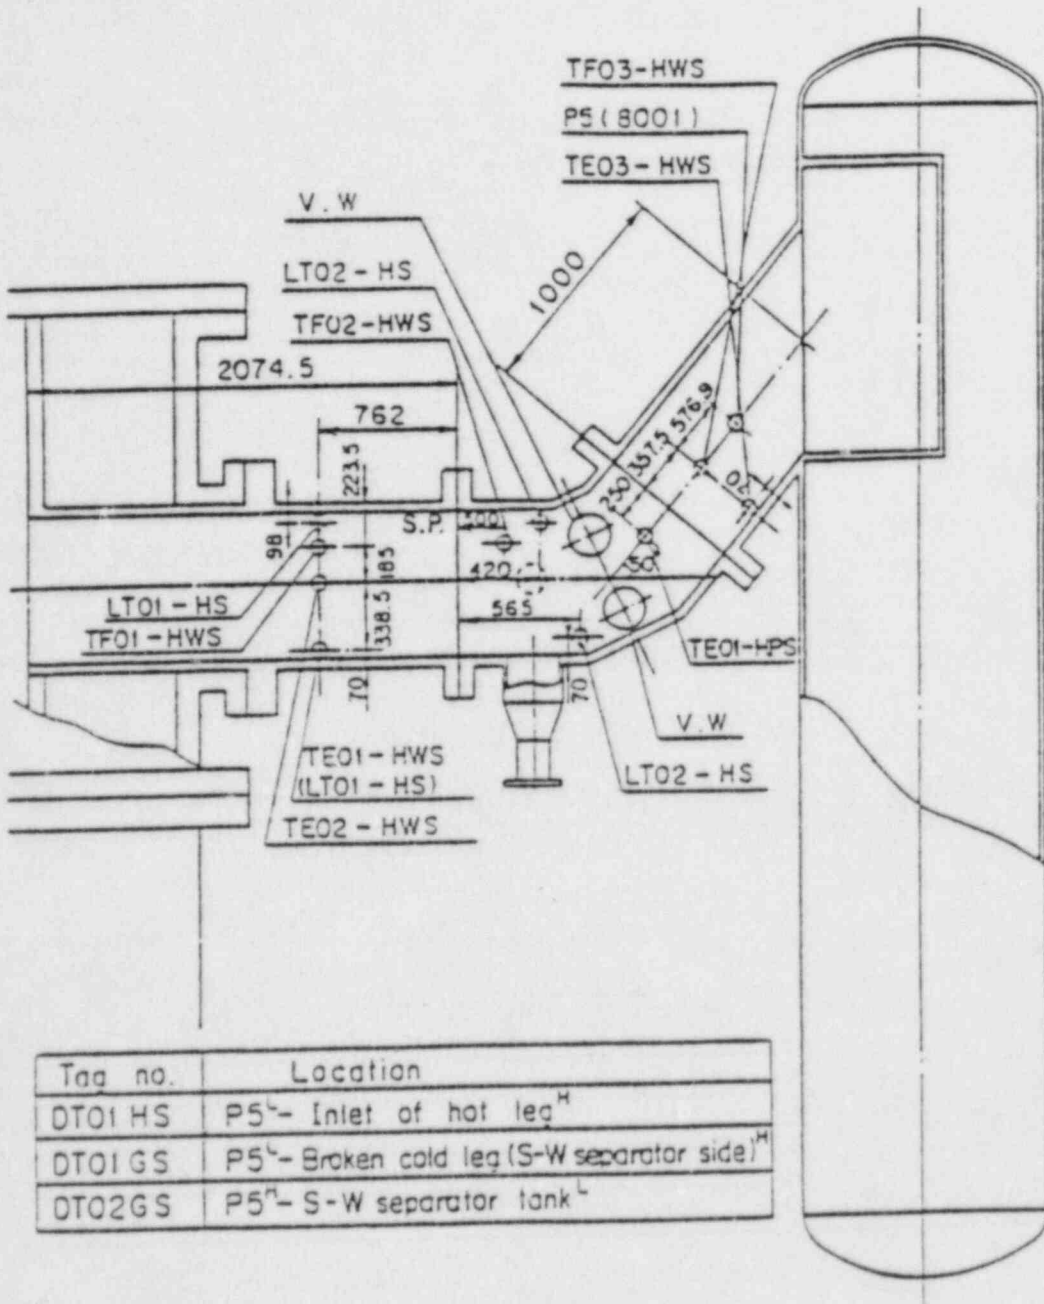 TF03-HWS
P5 (8001)
TE03-HWS
V.W
LT02-HS
TF02-HWS
1000
2074.5
762
223.5
576.9
357.5
250
S.P.
98
185
420
338.5
565
50
LT01-HS
TF01-HWS
70
70
TE01-HPS
V.W
TE01-HWS
(LT01-HS)
LT02-HS
TE02-HWS
Tag no. Location
DT01 HS P5ᴸ- Inlet of hot legᴴ
DT01GS P5ᴸ- Broken cold leg (S-W separator side)ᴴ
DT02GS P5ᴴ- S-W separator tankᴸ